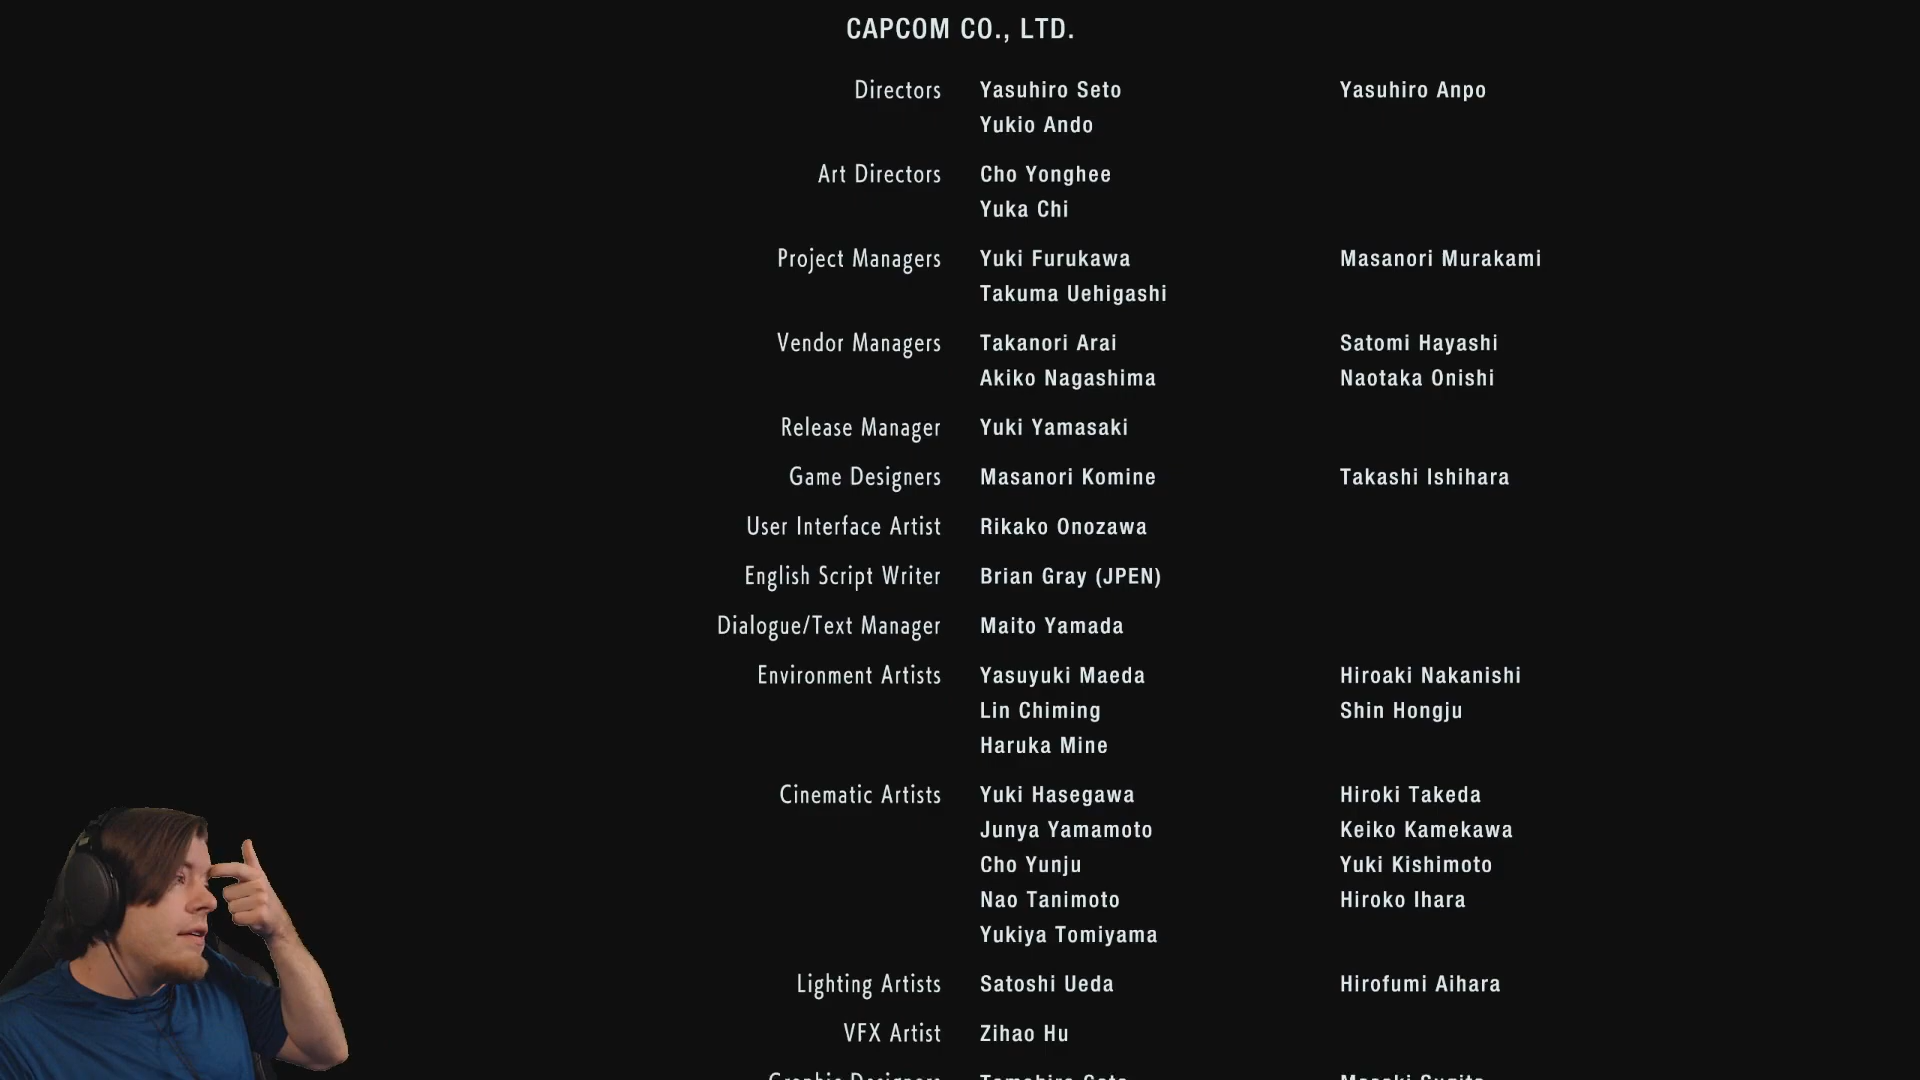 CAPCOM CO., LTD.
Directors Yasuhiro Seto Yasuhiro Anpo
Yukio Ando
Art Directors Cho Yonghee
Yuka Chi
Project Managers Yuki Furukawa Masanori Murakami
Takuma Uehigashi
Vendor Managers Takanori Arai Satomi Hayashi
Akiko Nagashima Naotaka Onishi
Release Manager Yuki Yamasaki
Game Designers Masanori Komine Takashi Ishihara
User Interface Artist Rikako Onozawa
English Script Writer Brian Gray (JPEN)
Dialogue/Text Manager Maito Yamada
Environment Artists Yasuyuki Maeda Hiroaki Nakanishi
Lin Chiming Shin Hongju
Haruka Mine
Cinematic Artists Yuki Hasegawa Hiroki Takeda
Junya Yamamoto Keiko Kamekawa
Cho Yunju Yuki Kishimoto
Nao Tanimoto Hiroko Ihara
Yukiya Tomiyama
Lighting Artists Satoshi Ueda Hirofumi Aihara
VFX Artist Zihao Hu